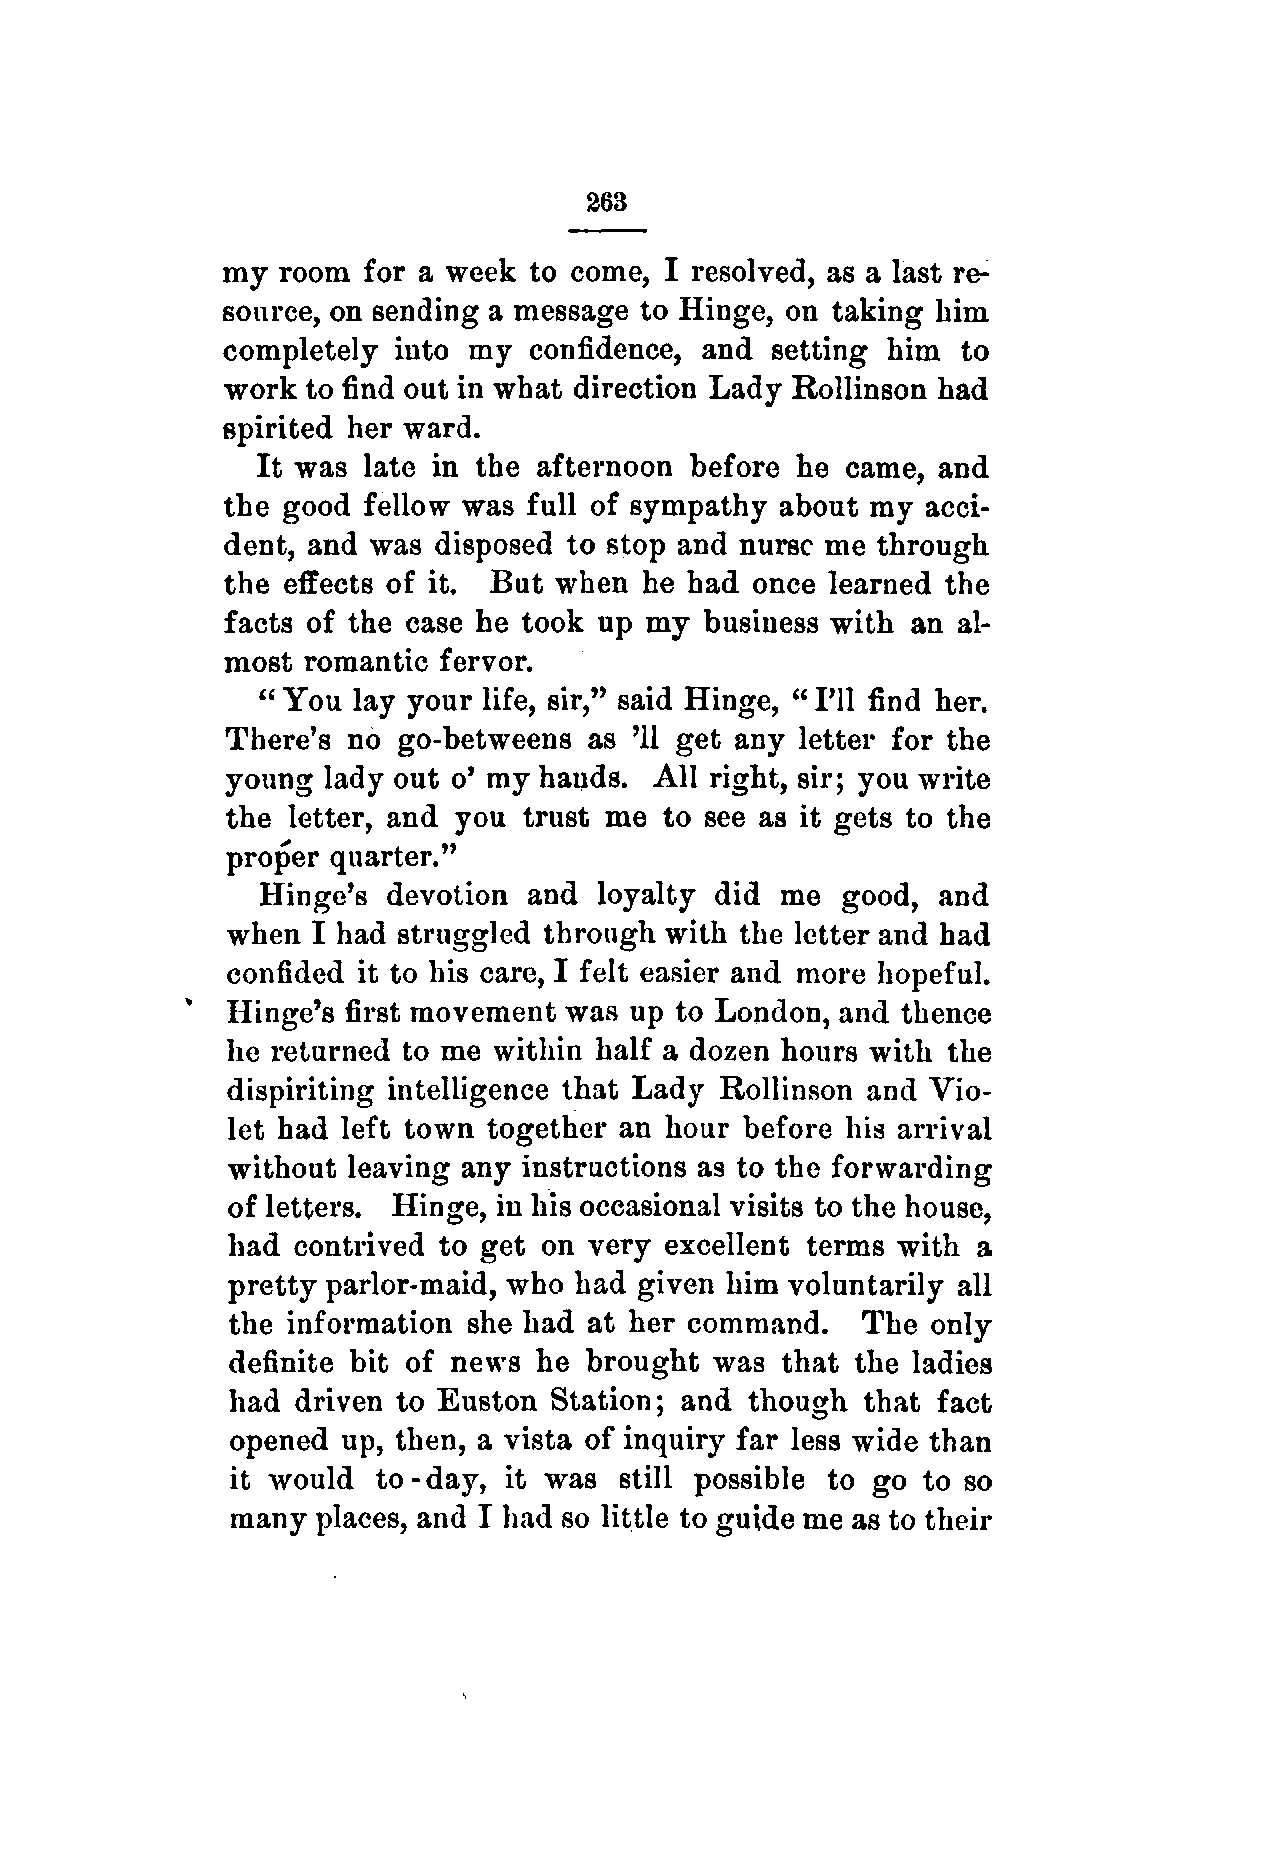 263
my room for a week to come, I resolved, as a last re-
source, on sending a message to Hinge, on taking him
completely into my confidence, and setting him to
work to find out in what direction Lady Rollinson had
spirited her ward.
It was late in the afternoon before he came, and
the good fellow was full of sympathy about my acci-
dent, and was disposed to stop and nurse me through
the effects of it. But when he had once learned the
facts of the case he took up my business with an al-
most romantic fervor.
“You lay your life, sir,” said Hinge, “I’ll find her.
There’s no go-betweens as ’ll get any letter for the
young lady out o’ my hands. All right, sir; you write
the letter, and you trust me to see as it gets to the
proper quarter.”
Hinge’s devotion and loyalty did me good, and
when I had struggled through with the letter and had
confided it to his care, I felt easier and more hopeful.
Hinge’s first movement was up to London, and thence
he returned to me within half a dozen hours with the
dispiriting intelligence that Lady Rollinson and Vio-
let had left town together an hour before his arrival
without leaving any instructions as to the forwarding
of letters. Hinge, in his occasional visits to the house,
had contrived to get on very excellent terms with a
pretty parlor-maid, who had given him voluntarily all
the information she had at her command. The only
definite bit of news he brought was that the ladies
had driven to Euston Station; and though that fact
opened up, then, a vista of inquiry far less wide than
it would to-day, it was still possible to go to so
many places, and I had so little to guide me as to their